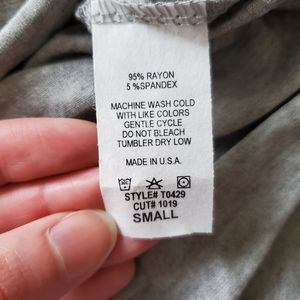 95% RAYON
5 %SPANDEX
MACHINE WASH COLD
WITH LIKE COLORS
GENTLE CYCLE
DO NOT BLEACH
TUMBLER DRY LOW
MADE IN U.S.A.
STYLE# T0429
CUT# 1019
SMALL